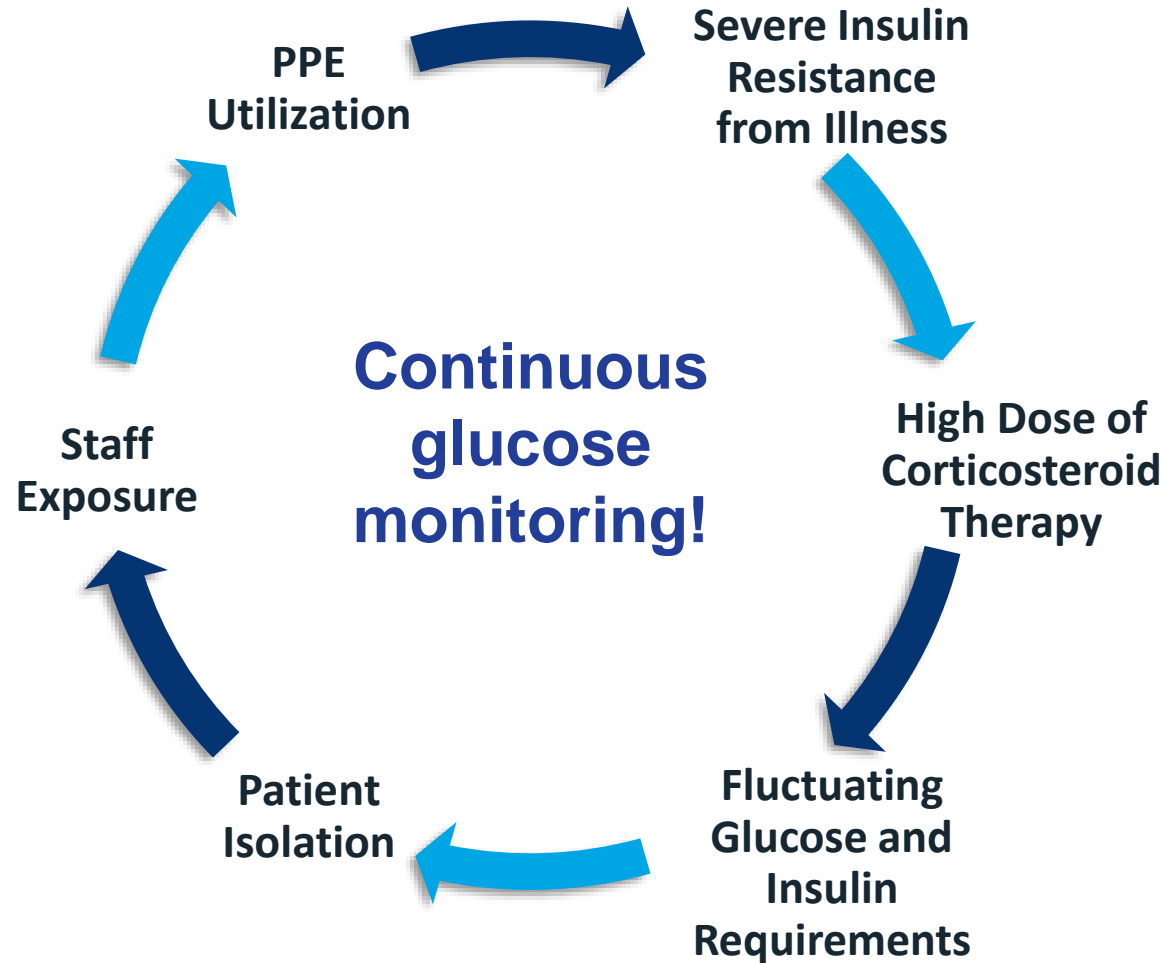 PPE
Utilization
Severe Insulin
Resistance
from Illness
High Dose of
Corticosteroid
Therapy
Fluctuating
Glucose and
Insulin
Requirements
Patient
Isolation
Staff
Exposure
Continuous
glucose
monitoring!